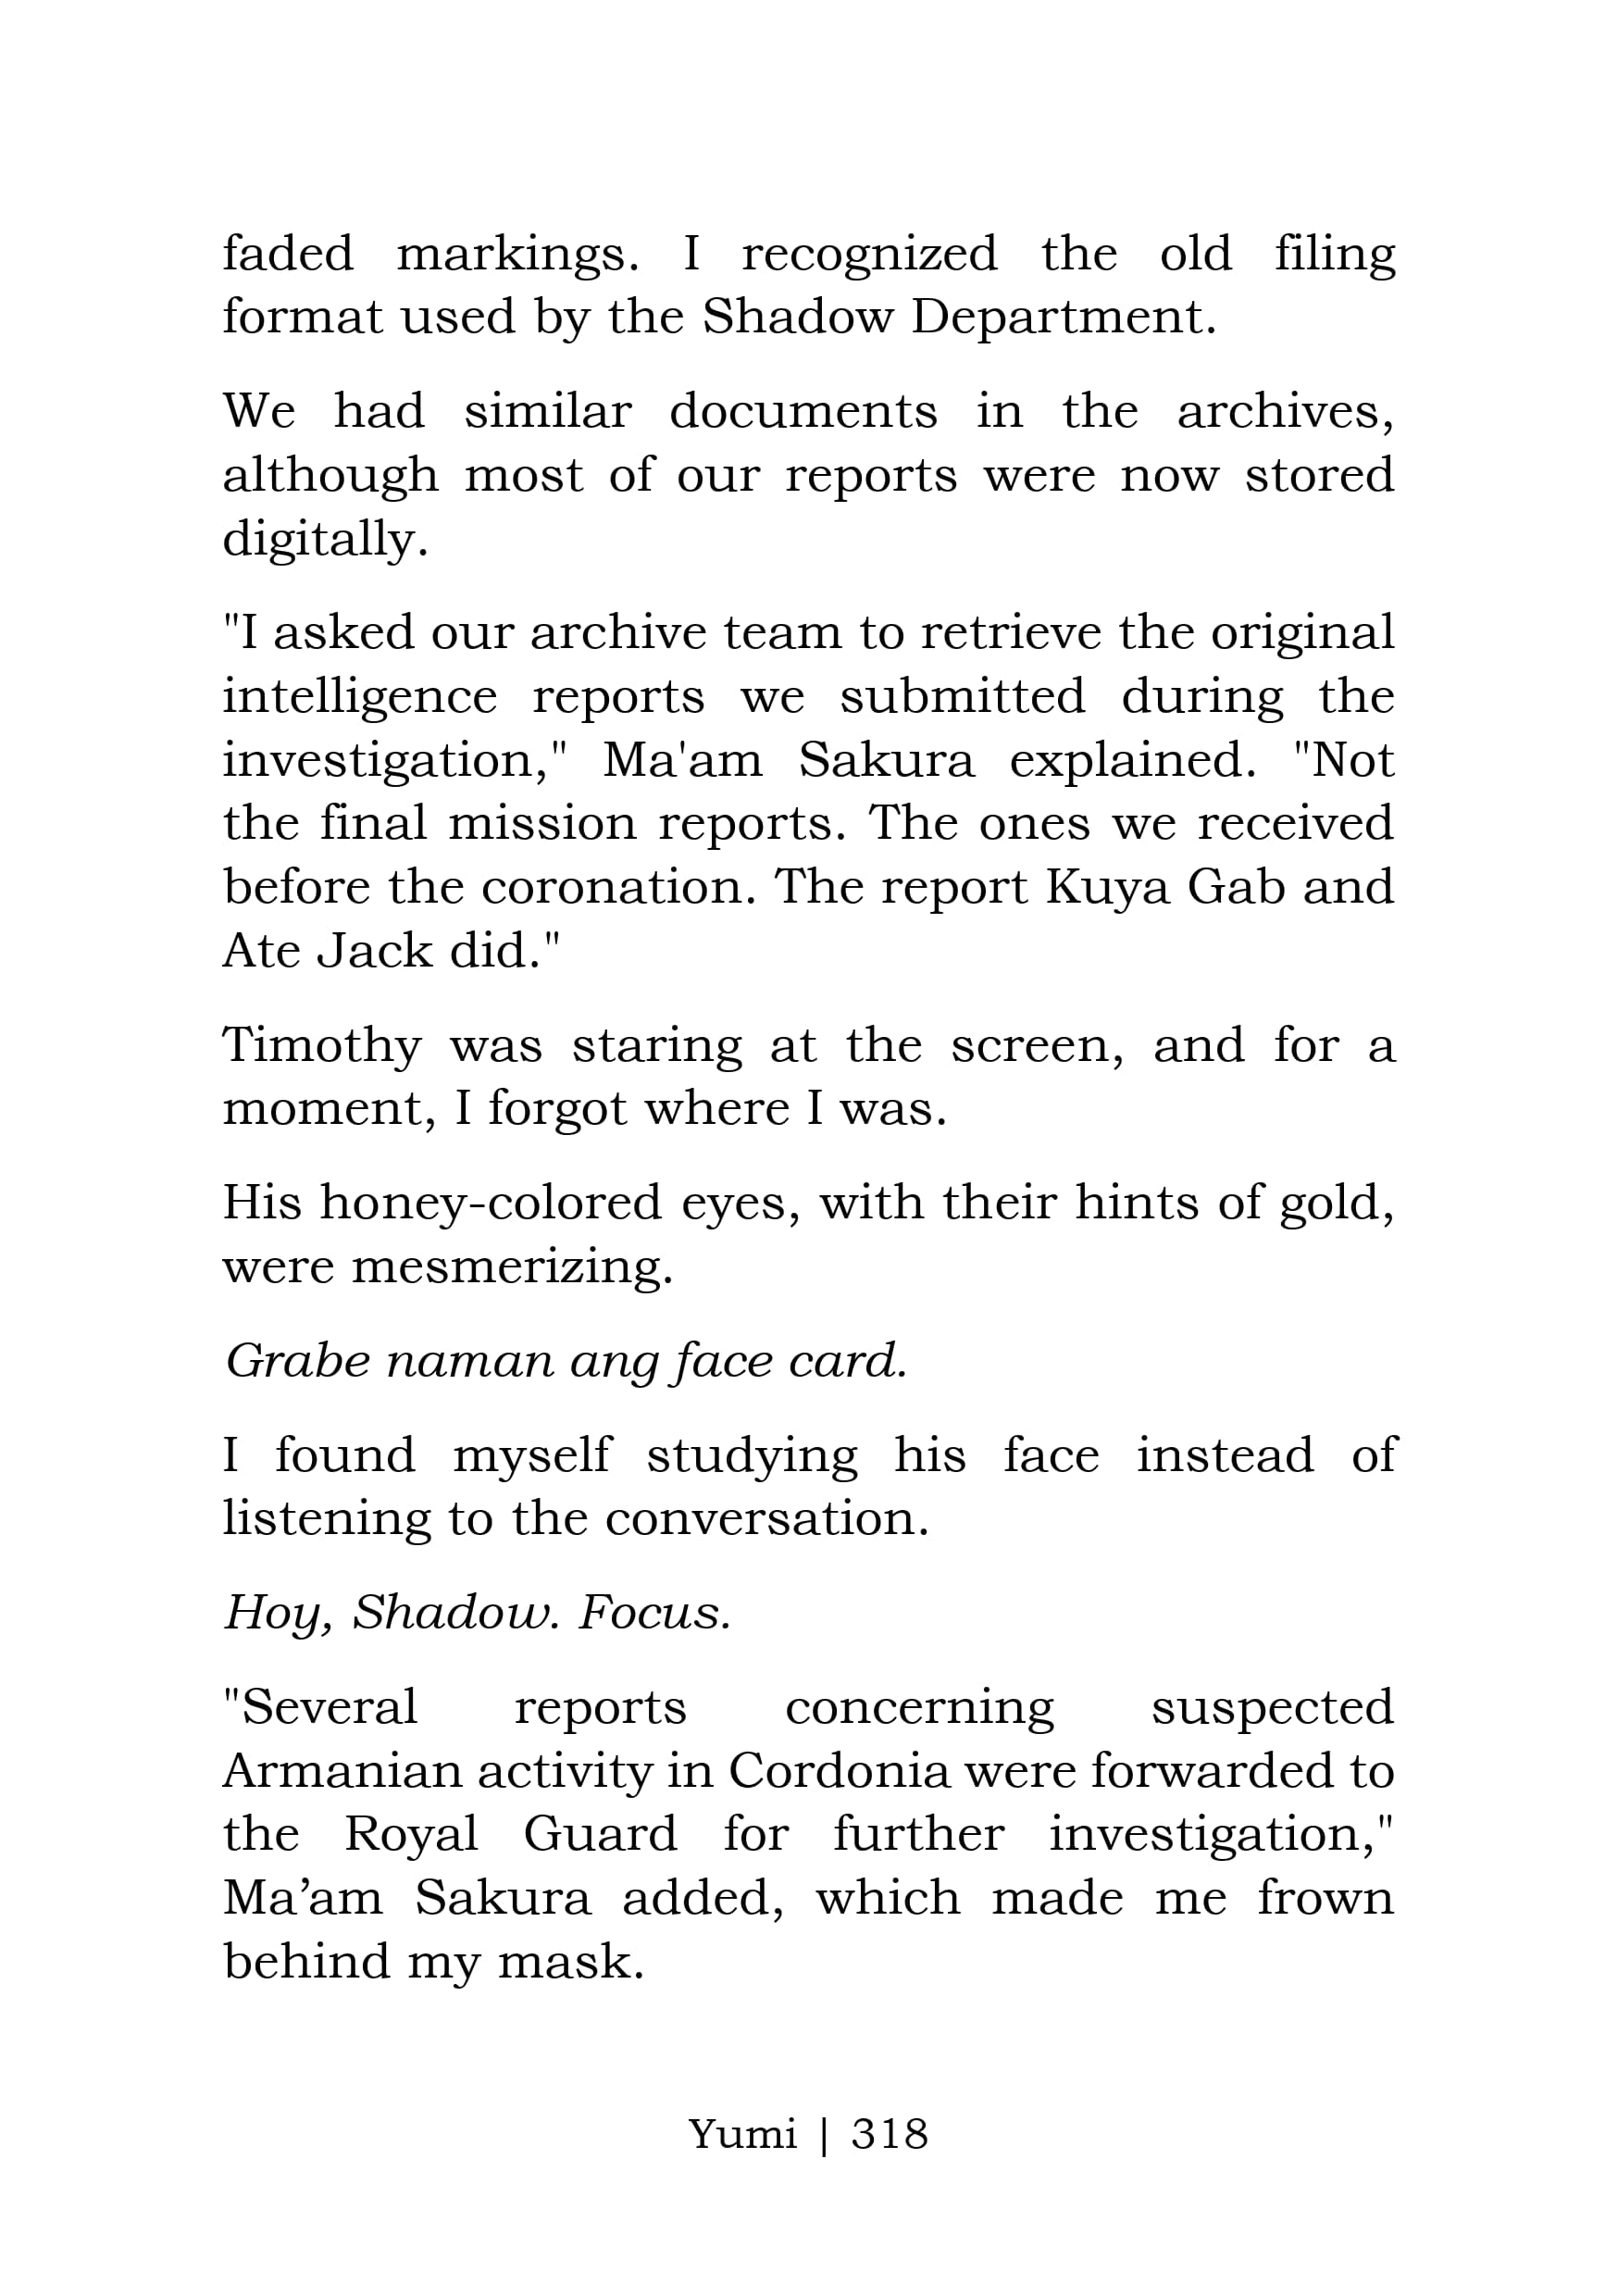 faded markings. I recognized the old filing
format used by the Shadow Department.
We had similar documents in the archives,
although most of our reports were now stored
digitally.
"I asked our archive team to retrieve the original
intelligence reports we submitted during the
investigation," Ma'am Sakura explained. "Not
the final mission reports. The ones we received
before the coronation. The report Kuya Gab and
Ate Jack did."
Timothy was staring at the screen, and for a
moment, I forgot where I was.
His honey-colored eyes, with their hints of gold,
were mesmerizing.
Grabe naman ang face card.
I found myself studying his face instead of
listening to the conversation.
Hoy, Shadow. Focus.
"Several reports concerning suspected
Armanian activity in Cordonia were forwarded to
the Royal Guard for further investigation,"
Ma’am Sakura added, which made me frown
behind my mask.
Yumi | 318